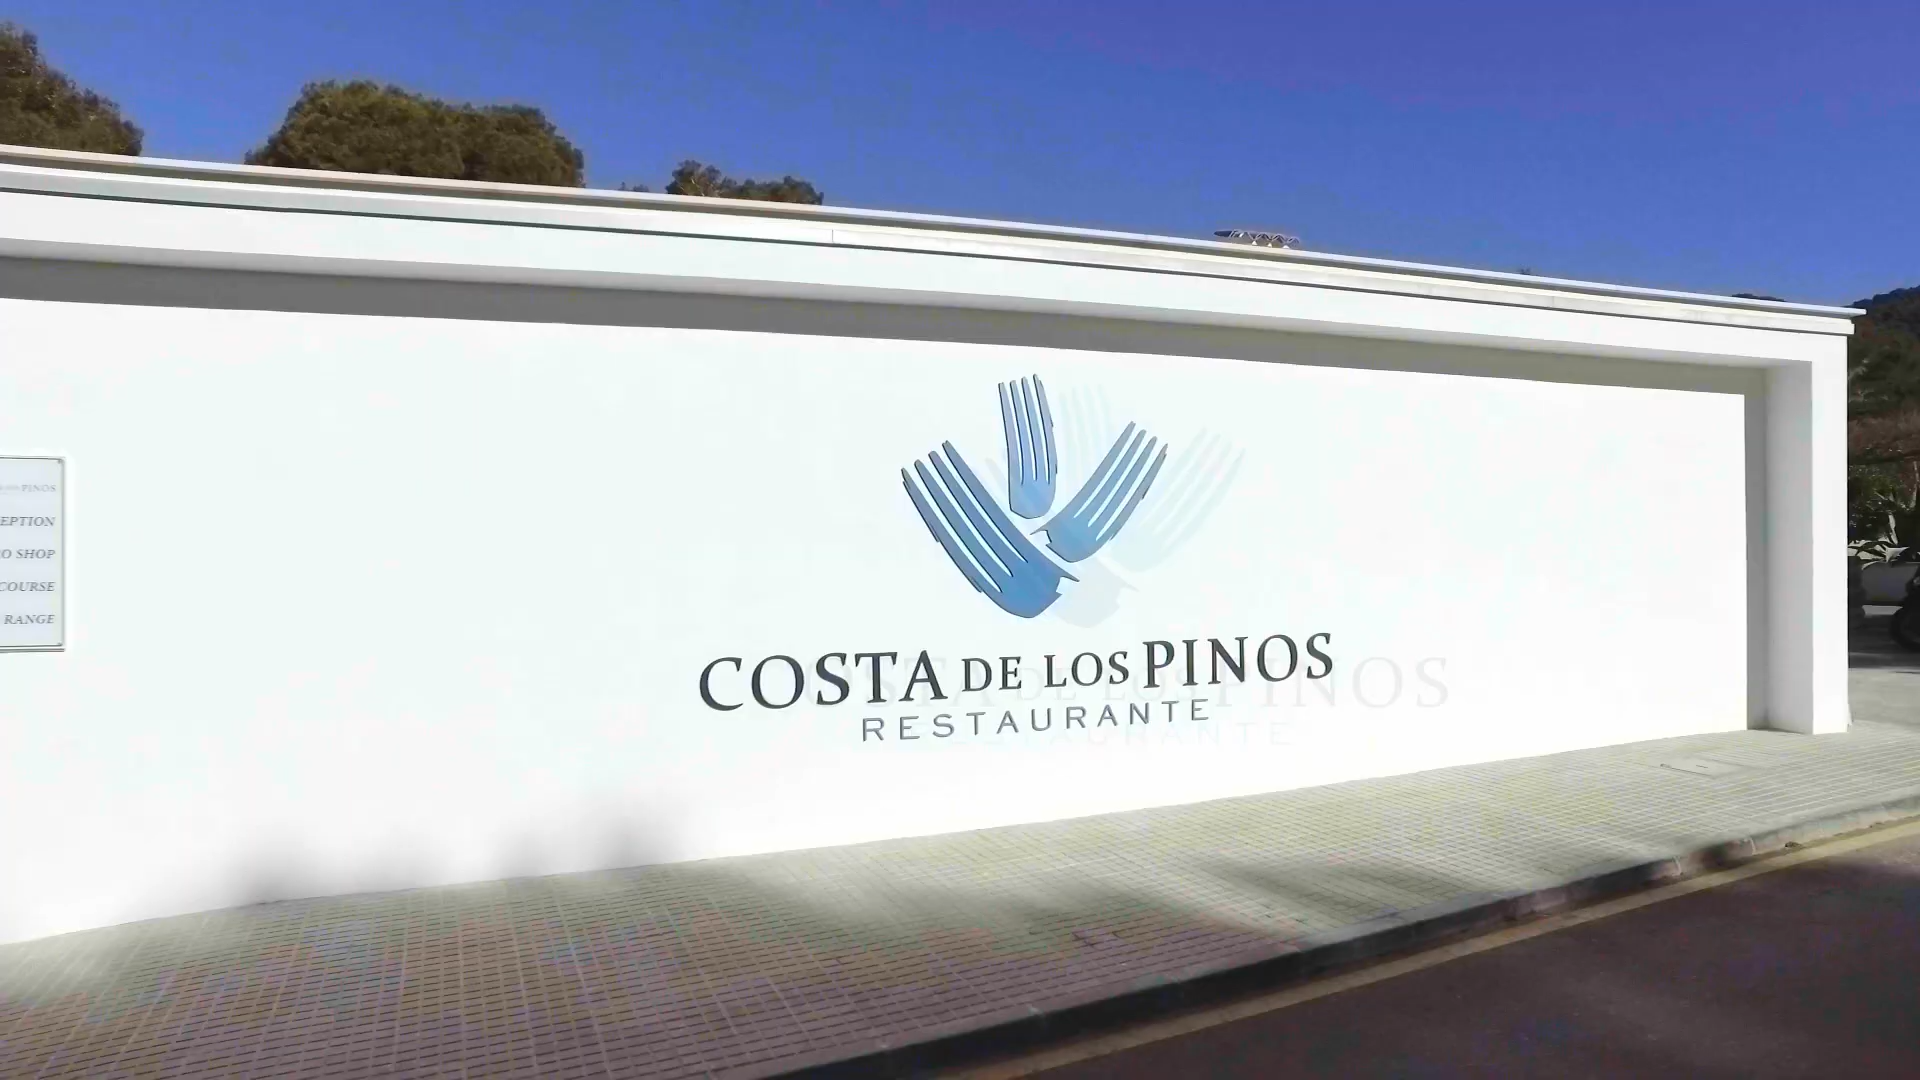 PINOS
EPTION
O SHOP
COURSE
RANGE
COSTA DE LOS PINOS
RESTAURANTE